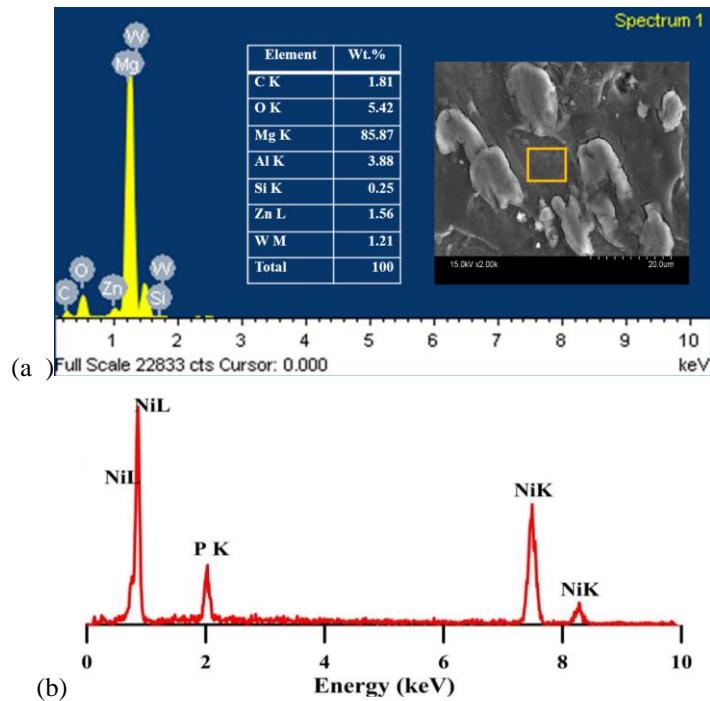 Spectrum 1
W
Mg
O
W
C
Zn
Si
Element Wt.%
C K 1.81
O K 5.42
Mg K 85.87
Al K 3.88
Si K 0.25
Zn L 1.56
W M 1.21
Total 100
15.0kV x2.00k 20.0um
1 2 3 4 5 6 7 8 9 10
(a ) Full Scale 22833 cts Cursor: 0.000 keV
NiL
NiL
P K
NiK
NiK
0 2 4 6 8 10
Energy (keV)
(b)